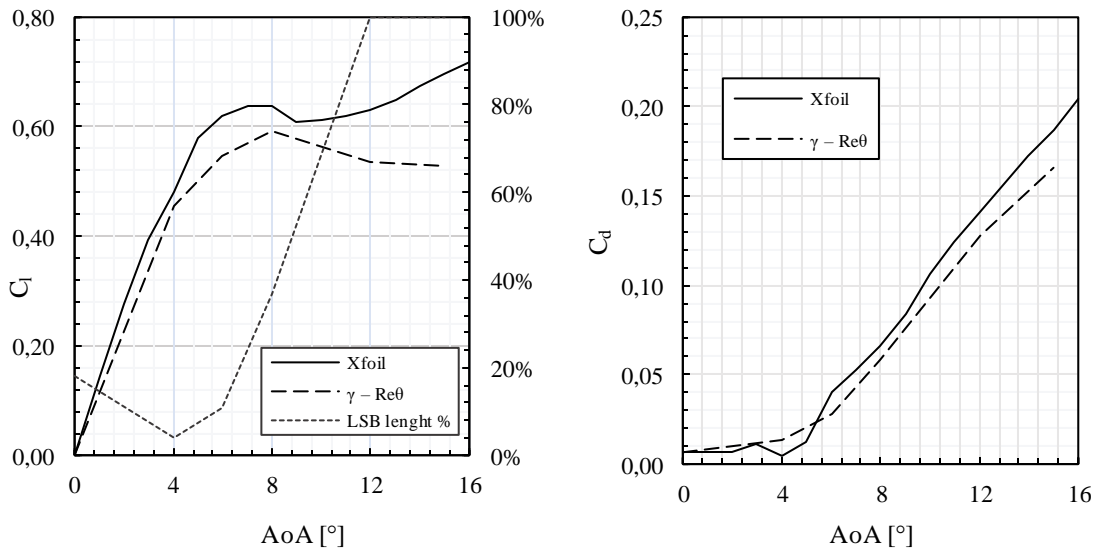 0,80
0,60
0,40
0,20
0,00
C_l
100%
80%
60%
40%
20%
0%
Xfoil
γ – Reθ
LSB lenght %
0 4 8 12 16
AoA [°]
0,25
0,20
0,15
0,10
0,05
0,00
C_d
Xfoil
γ – Reθ
0 4 8 12 16
AoA [°]